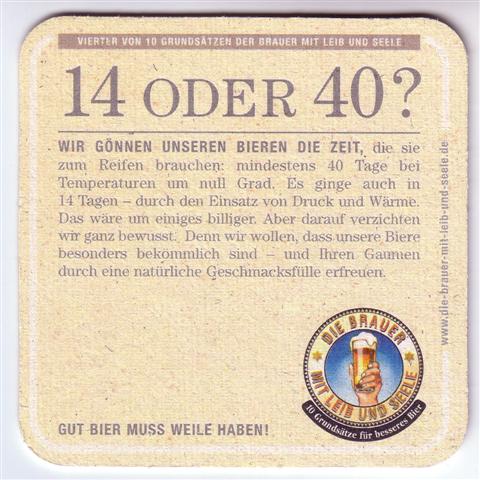 VIERTER VON 10 GRUNDSÄTZEN DER BRAUER MIT LEIB UND SEELE
14 ODER 40?
WIR GÖNNEN UNSEREN BIEREN DIE ZEIT, die sie
zum Reifen brauchen: mindestens 40 Tage bei
Temperaturen um null Grad. Es ginge auch in
14 Tagen – durch den Einsatz von Druck und Wärme.
Das wäre um einiges billiger. Aber darauf verzichten
wir ganz bewusst. Denn wir wollen, dass unsere Biere
besonders bekömmlich sind – und Ihren Gaumen
durch eine natürliche Geschmacksfülle erfreuen.
www.die-brauer-mit-leib-und-seele.de
DIE BRAUER
MIT LEIB UND SEELE
10 Grundsätze für besseres Bier
GUT BIER MUSS WEILE HABEN!